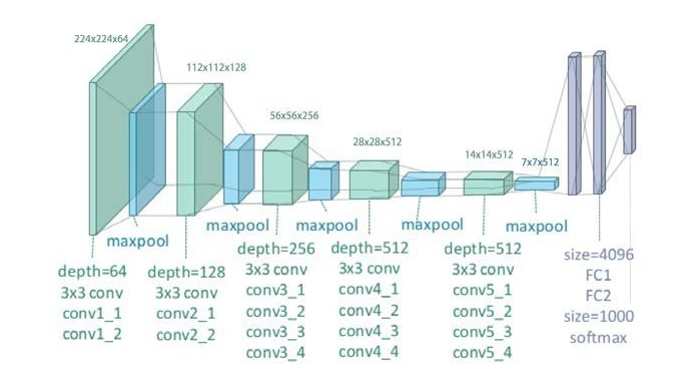 224x224x64
112x112x128
56x56x256
28x28x512
14x14x512
7x7x512
maxpool
maxpool
maxpool
maxpool
maxpool
depth=64
3x3 conv
conv1_1
conv1_2
depth=128
3x3 conv
conv2_1
conv2_2
depth=256
3x3 conv
conv3_1
conv3_2
conv3_3
conv3_4
depth=512
3x3 conv
conv4_1
conv4_2
conv4_3
conv4_4
depth=512
3x3 conv
conv5_1
conv5_2
conv5_3
conv5_4
size=4096
FC1
FC2
size=1000
softmax